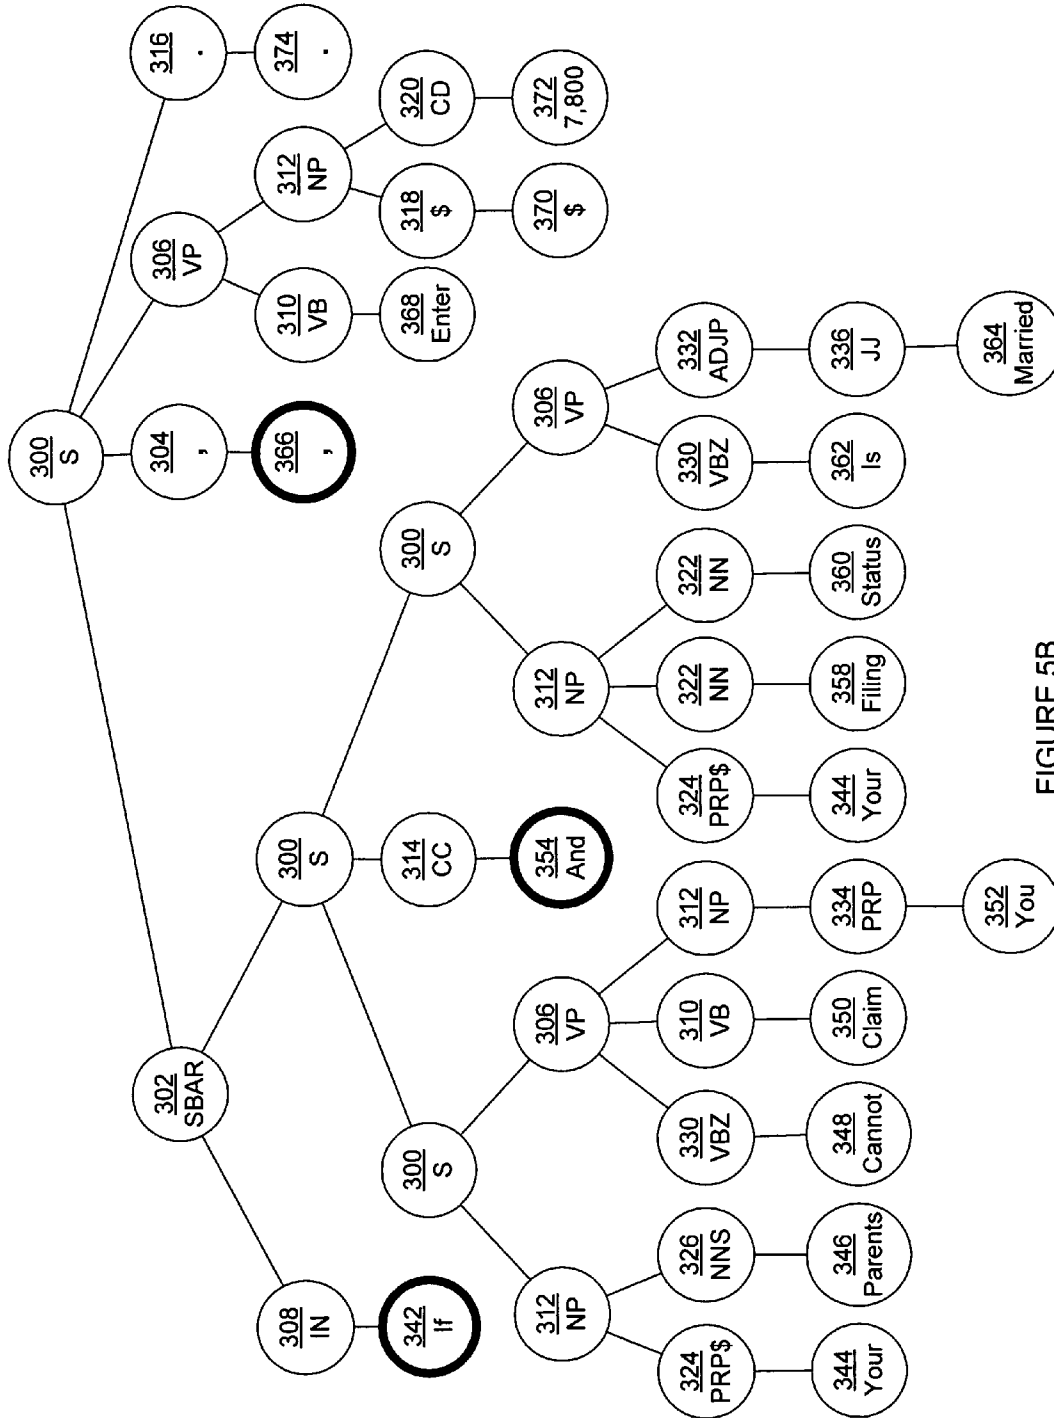 300
S
302
SBAR
304
,
306
VP
316
.
308
IN
300
S
366
,
310
VB
312
NP
374
.
342
If
300
S
314
CC
300
S
368
Enter
318
$
320
CD
312
NP
306
VP
354
And
312
NP
306
VP
370
$
372
7,800
324
PRP$
326
NNS
330
VBZ
310
VB
312
NP
324
PRP$
322
NN
322
NN
330
VBZ
332
ADJP
344
Your
346
Parents
348
Cannot
350
Claim
334
PRP
344
Your
358
Filing
360
Status
362
Is
336
JJ
352
You
364
Married
FIGURE 5B